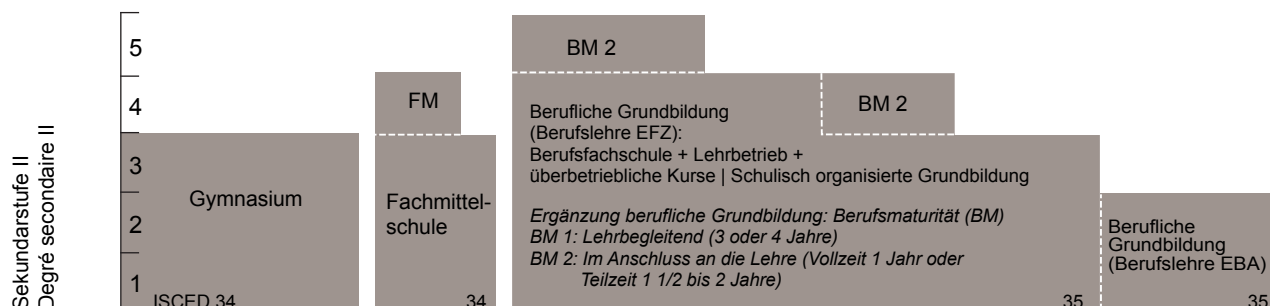 Sekundarstufe II
Degré secondaire II
5
4
3
2
1
Gymnasium
ISCED 34
FM
Fachmittel-
schule
34
BM 2
BM 2
Berufliche Grundbildung
(Berufslehre EFZ):
Berufsfachschule + Lehrbetrieb +
überbetriebliche Kurse | Schulisch organisierte Grundbildung
Ergänzung berufliche Grundbildung: Berufsmaturität (BM)
BM 1: Lehrbegleitend (3 oder 4 Jahre)
BM 2: Im Anschluss an die Lehre (Vollzeit 1 Jahr oder
Teilzeit 1 1/2 bis 2 Jahre)
35
Berufliche
Grundbildung
(Berufslehre EBA)
35